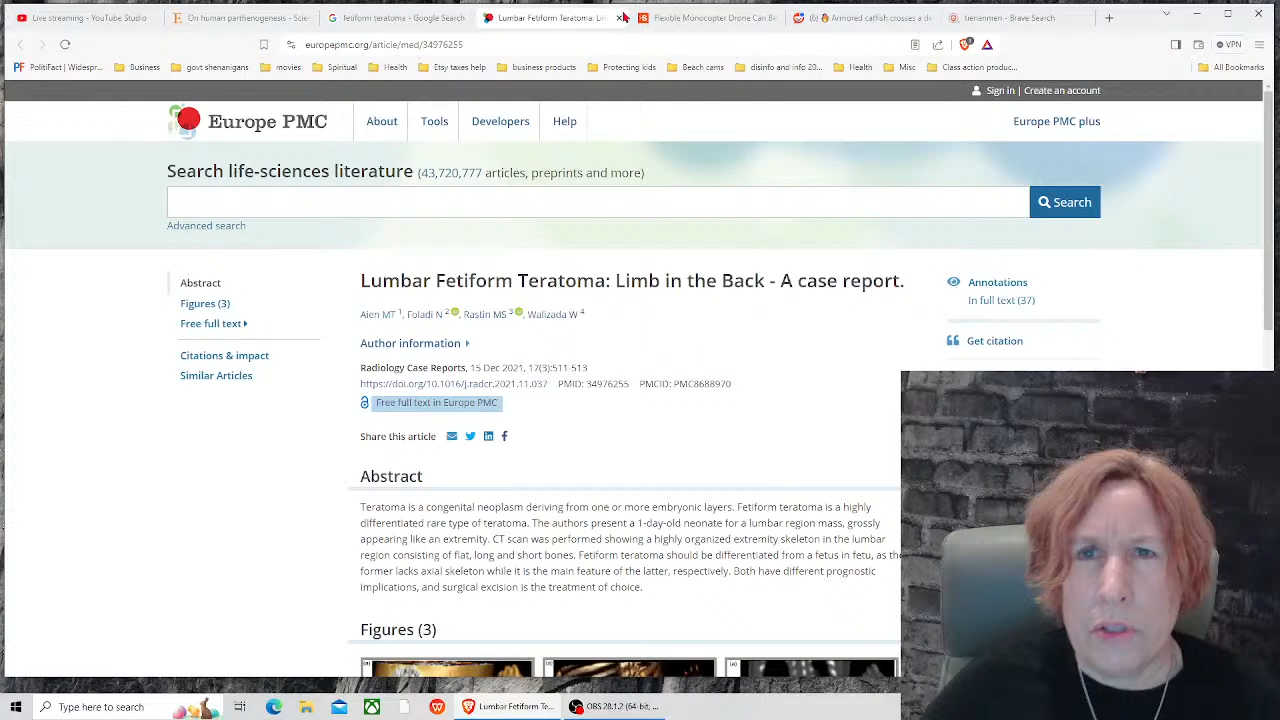 Live streaming - YouTube Studio
On human parthenogenesis - Scie
fetiform teratoma - Google Search
Lumbar Fetiform Teratoma: Lim
Flexible Monocopter Drone Can Be
(6) 🔥 Armored catfish crosses a de
tienanmen - Brave Search
europepmc.org/article/med/34976255
VPN
PolitiFact | Widespr...
Business
govt shenanigans
movies
Spiritual
Health
Etsy taxes help
business products
Protecting kids
Beach cams
disinfo and info 20...
Health
Misc
Class action produc...
All Bookmarks
Sign in | Create an account
Europe PMC
About
Tools
Developers
Help
Europe PMC plus
Search life-sciences literature (43,720,777 articles, preprints and more)
Search
Advanced search
Abstract
Figures (3)
Free full text
Citations & impact
Similar Articles
Lumbar Fetiform Teratoma: Limb in the Back - A case report.
Aien MT 1, Foladi N 2, Rastin MS 3, Walizada W 4
Author information
Radiology Case Reports, 15 Dec 2021, 17(3):511-513
https://doi.org/10.1016/j.radcr.2021.11.037 PMID: 34976255 PMCID: PMC8688970
Free full text in Europe PMC
Share this article
Annotations
In full text (37)
Get citation
Abstract
Teratoma is a congenital neoplasm deriving from one or more embryonic layers. Fetiform teratoma is a highly
differentiated rare type of teratoma. The authors present a 1-day-old neonate for a lumbar region mass, grossly
appearing like an extremity. CT scan was performed showing a highly organized extremity skeleton in the lumbar
region consisting of flat, long and short bones. Fetiform teratoma should be differentiated from a fetus in fetu, as the
former lacks axial skeleton while it is the main feature of the latter, respectively. Both have different prognostic
implications, and surgical excision is the treatment of choice.
Figures (3)
Type here to search
Lumbar Fetiform Te...
OBS 28.1.2 (64-bit, ...